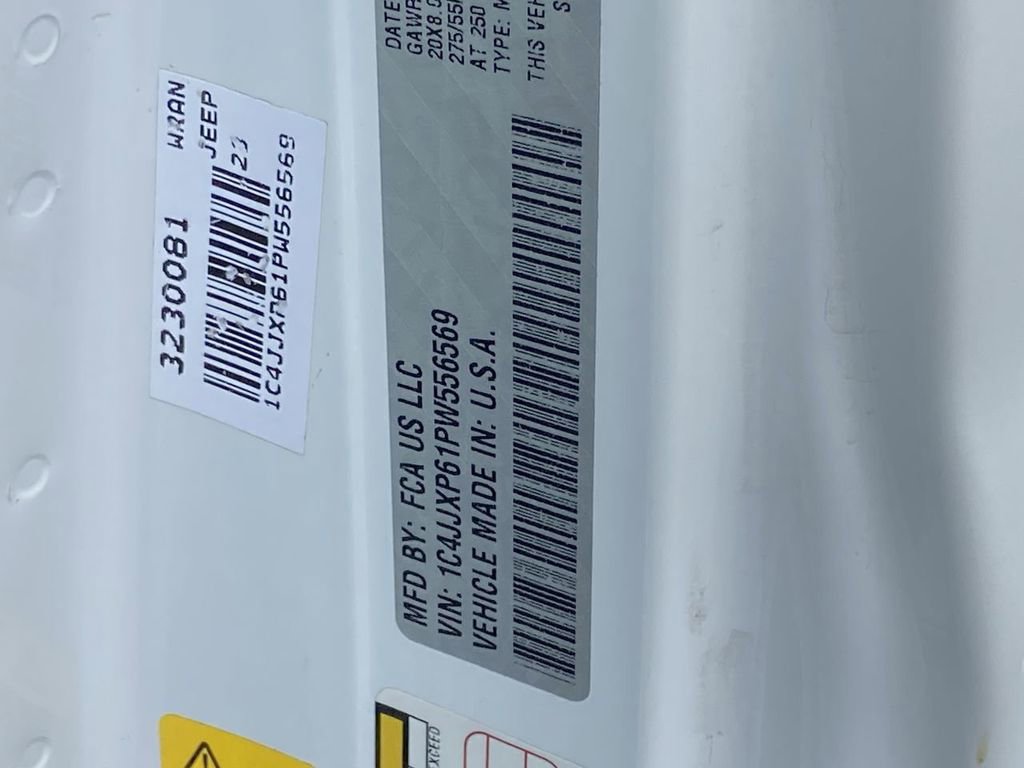 3230081 WRAN
JEEP
23
1C4JJXP61PW556569
MFD BY: FCA US LLC
VIN: 1C4JJXP61PW556569
VEHICLE MADE IN: U.S.A.
DATE
GAWR
20X8.0
275/55
AT 250
TYPE: M
THIS VEH
S
EXCEED